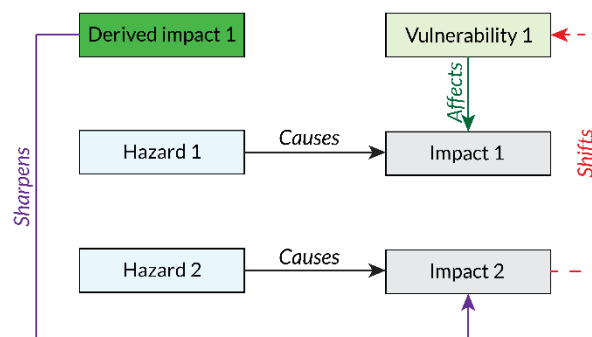 Derived impact 1
Vulnerability 1
Affects
Causes
Hazard 1
Impact 1
Sharpens
Shifts
Causes
Hazard 2
Impact 2